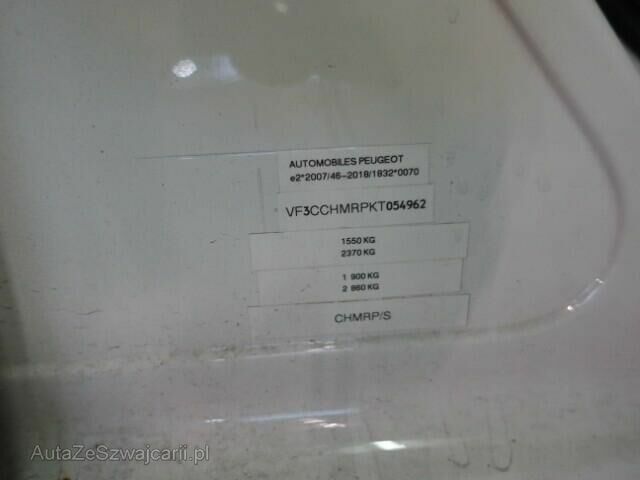 AUTOMOBILES PEUGEOT
e2*2007/46-2018/1832*0070
VF3CCHMRPKT054962
1550 KG
2370 KG
1 900 KG
2 860 KG
CHMRP/S
AutaZeSzwajcarii.pl